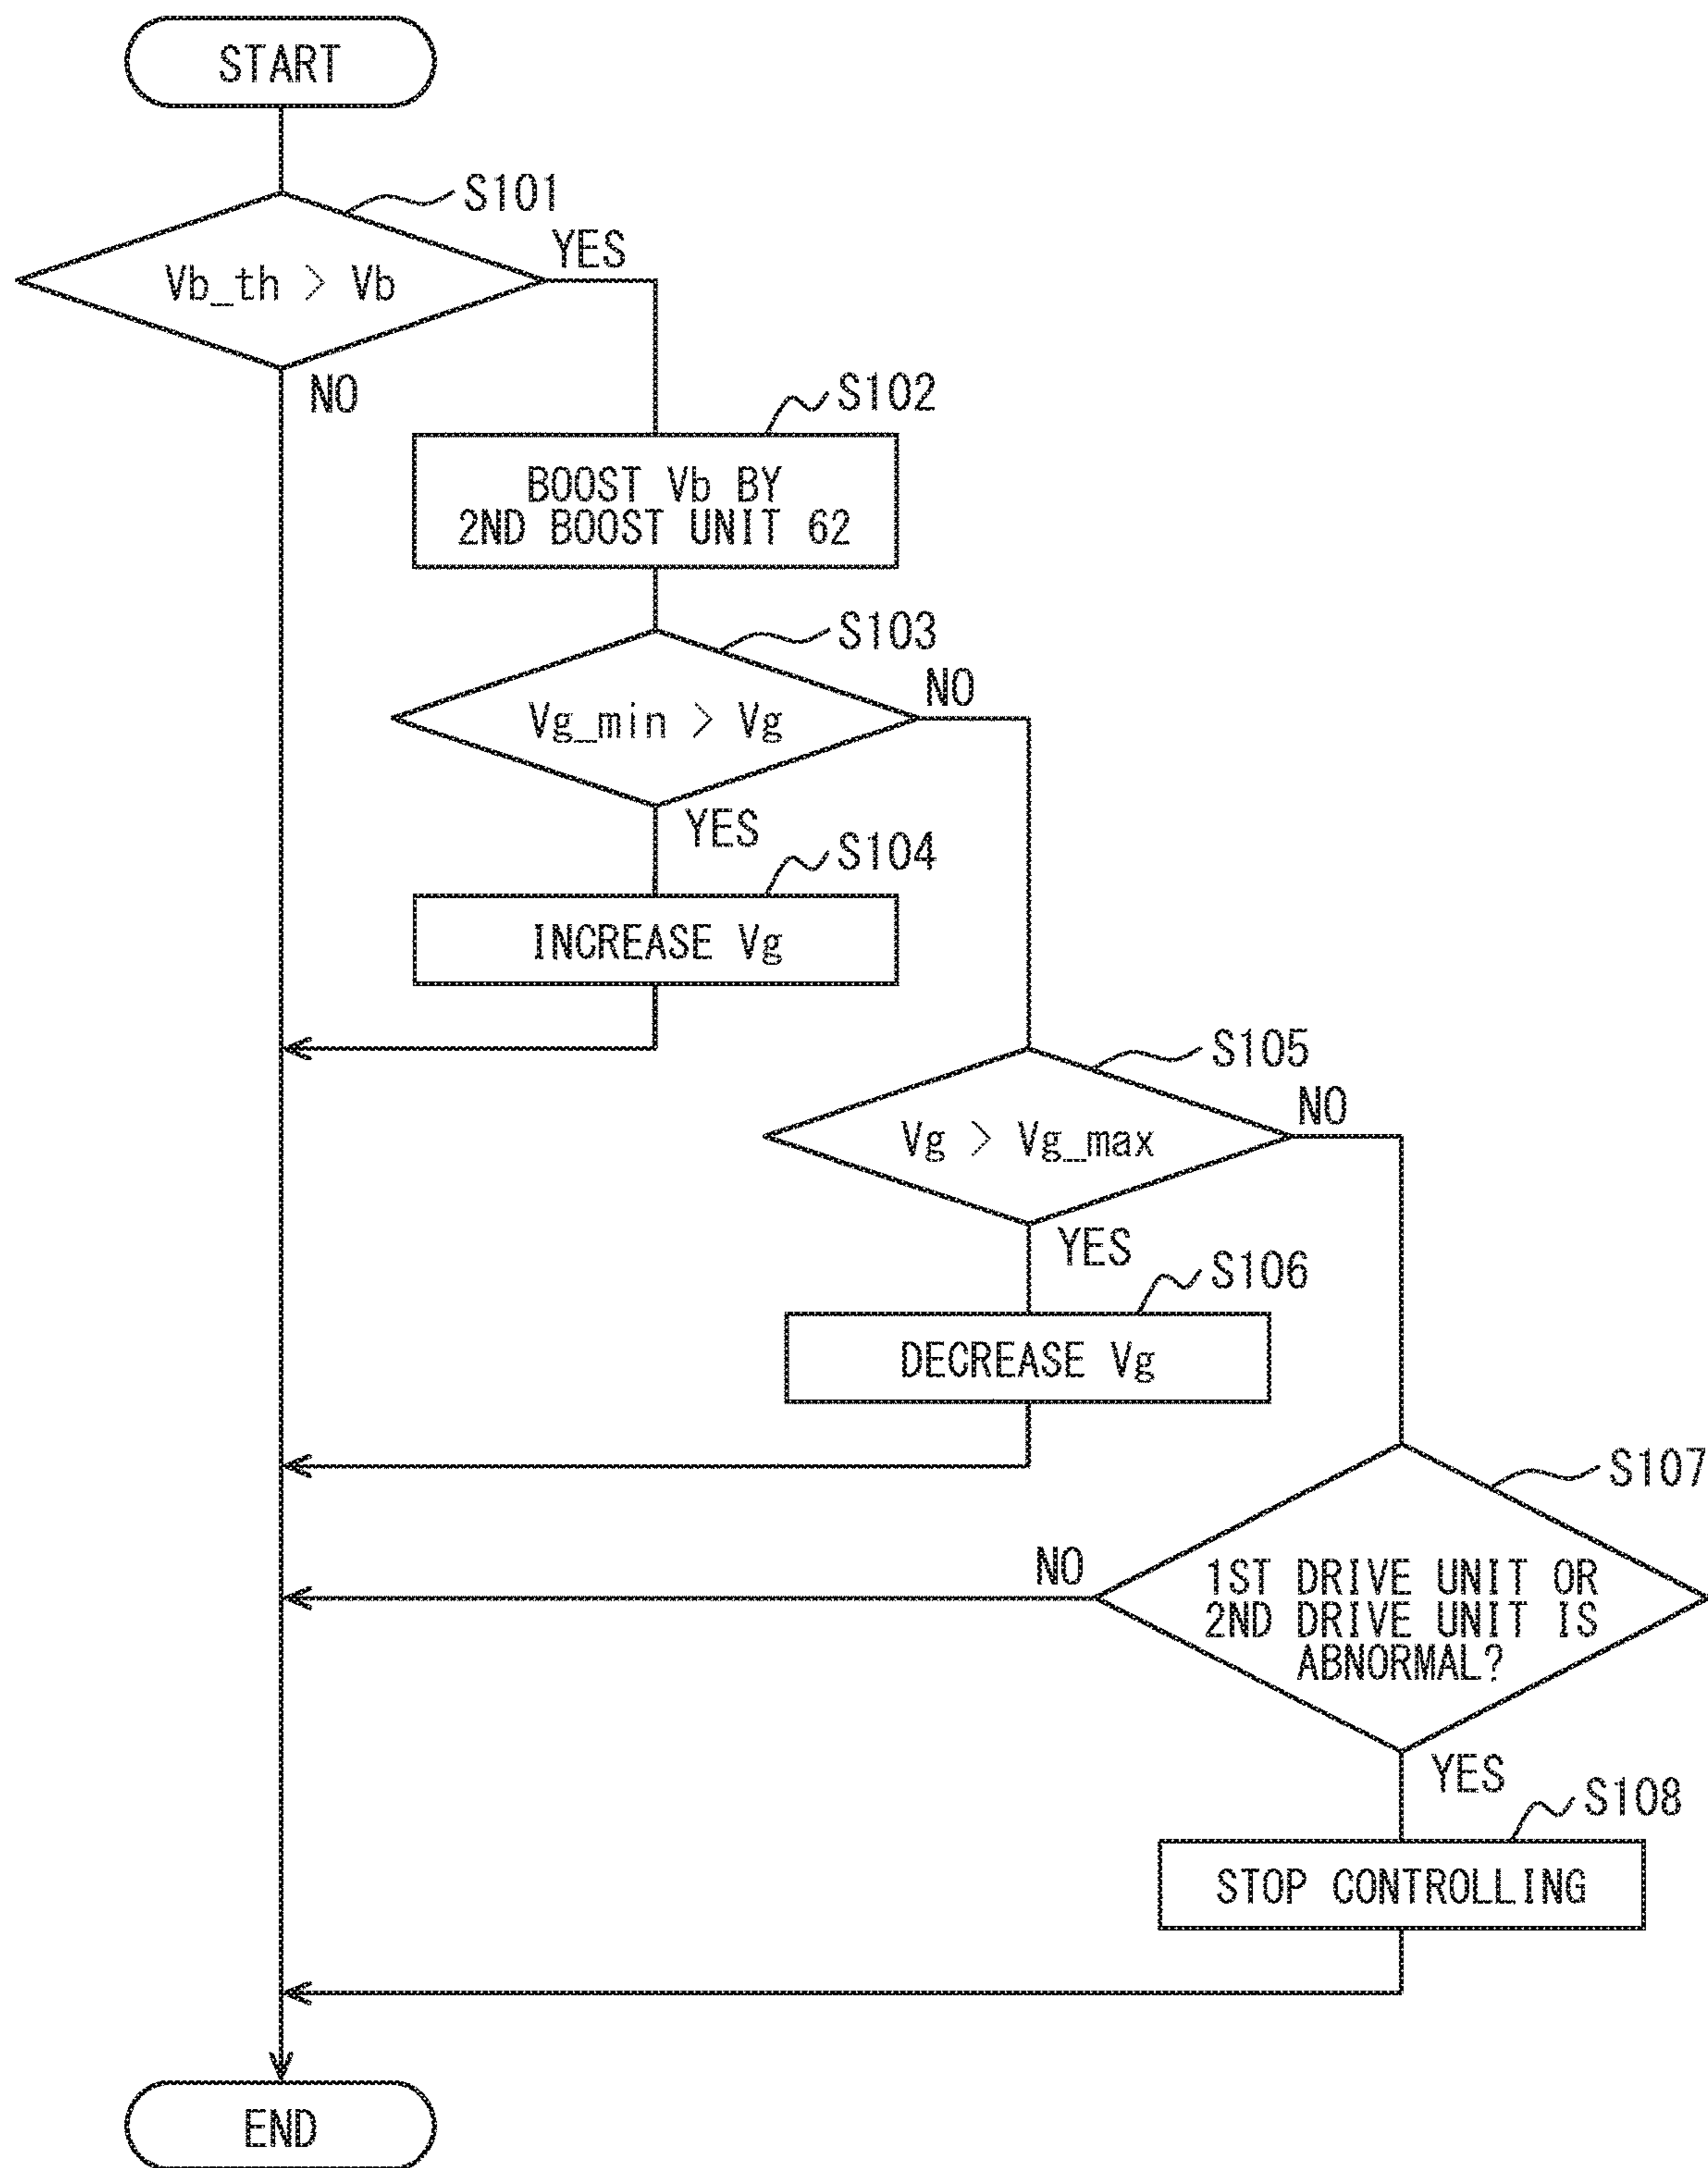 START
S101
Vb_th > Vb
YES
NO
S102
BOOST Vb BY
2ND BOOST UNIT 62
S103
Vg_min > Vg
NO
YES
S104
INCREASE Vg
S105
Vg > Vg_max
NO
YES
S106
DECREASE Vg
S107
1ST DRIVE UNIT OR
2ND DRIVE UNIT IS
ABNORMAL?
NO
YES
S108
STOP CONTROLLING
END